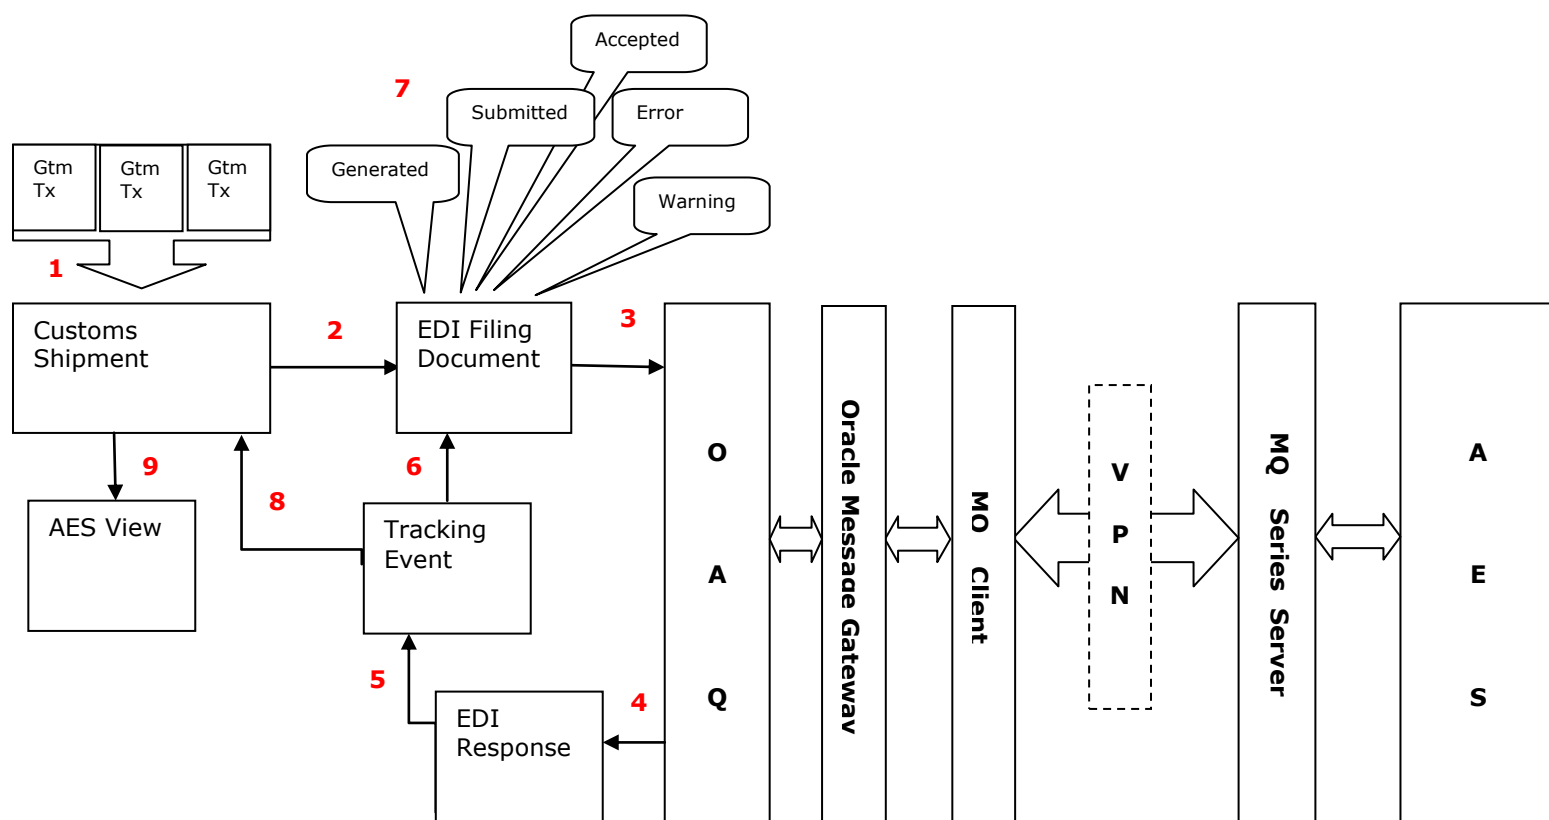 Accepted
7
Submitted
Error
Generated
Warning
Gtm
Tx
Gtm
Tx
Gtm
Tx
1
Customs
Shipment
2
EDI Filing
Document
3
9
8
6
AES View
Tracking
Event
5
4
EDI
Response
O
A
Q
Oracle Message Gateway
MQ Client
V
P
N
MQ Series Server
A
E
S